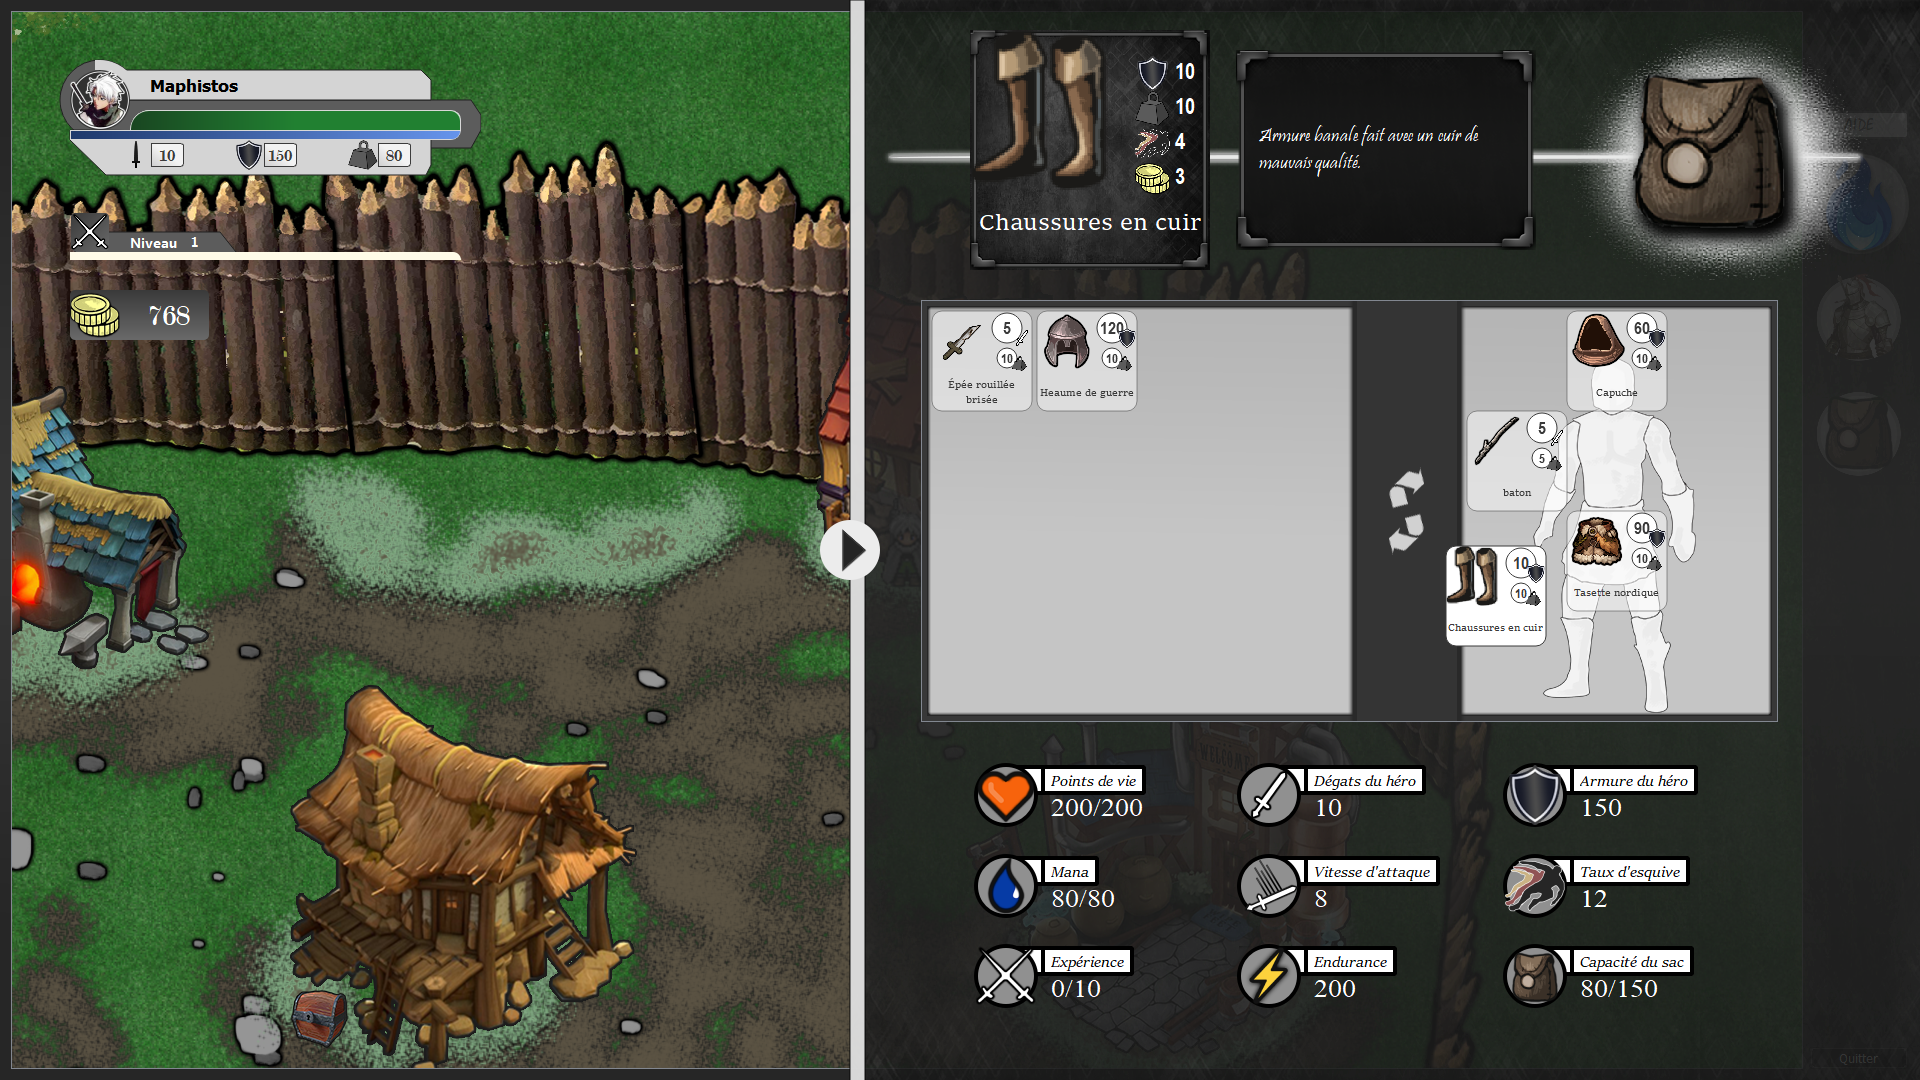 Maphistos
10 150 80
Niveau 1
768
10
10
4
3
Chaussures en cuir
Armure banale fait avec un cuir de
mauvais qualité.
5
10
Épée rouillée
brisée
120
10
Heaume de guerre
60
10
Capuche
5
5
baton
90
10
Tasette nordique
10
10
Chaussures en cuir
WELCOME
Points de vie
200/200
Dégats du héro
10
Armure du héro
150
Mana
80/80
Vitesse d'attaque
8
Taux d'esquive
12
Expérience
0/10
Endurance
200
Capacité du sac
80/150
Quitter